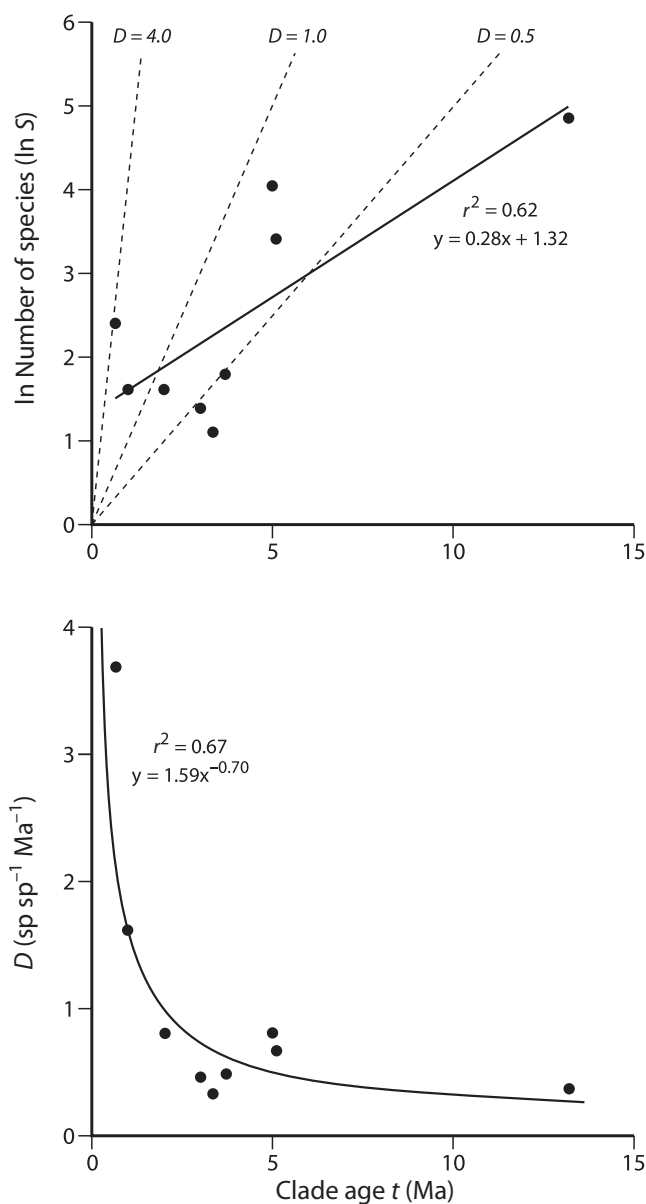 6
D = 4.0 D = 1.0 D = 0.5
5
4
3
2
1
0
ln Number of species (ln S)
r² = 0.62
y = 0.28x + 1.32
0 5 10 15
4
3
2
1
0
D (sp sp⁻¹ Ma⁻¹)
r² = 0.67
y = 1.59x⁻⁰·⁷⁰
0 5 10 15
Clade age t (Ma)